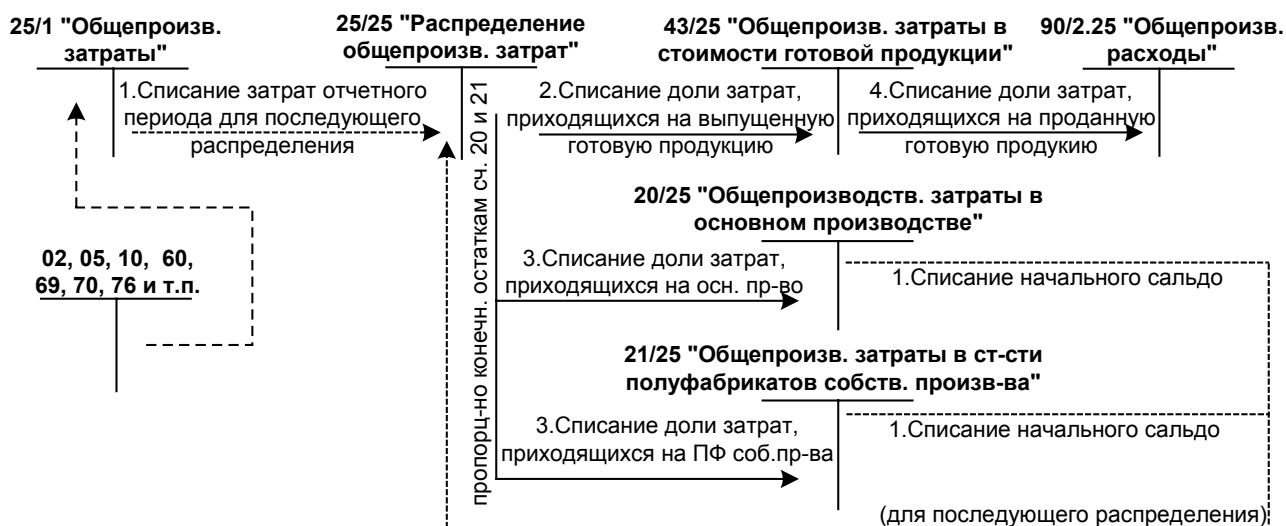 25/1 "Общепроизв.
затраты"
25/25 "Распределение
общепроизв. затрат"
43/25 "Общепроизв. затраты в
стоимости готовой продукции"
90/2.25 "Общепроизв.
расходы"
1.Списание затрат отчетного
периода для последующего
распределения
пропорц-но конечн. остаткам сч. 20 и 21
2.Списание доли затрат,
приходящихся на выпущенную
готовую продукцию
4.Списание доли затрат,
приходящихся на проданную
готовую продукию
02, 05, 10, 60,
69, 70, 76 и т.п.
20/25 "Общепроизводств. затраты в
основном производстве"
3.Списание доли затрат,
приходящихся на осн. пр-во
1.Списание начального сальдо
21/25 "Общепроизв. затраты в ст-сти
полуфабрикатов собств. произв-ва"
3.Списание доли затрат,
приходящихся на ПФ соб.пр-ва
1.Списание начального сальдо
(для последующего распределения)